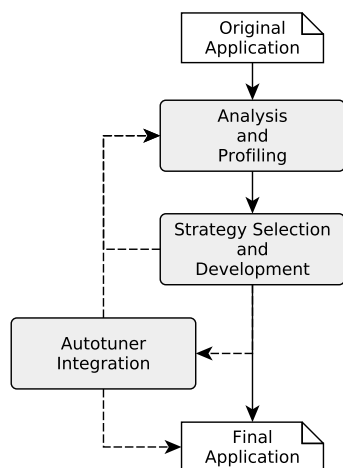 Original
Application
Analysis
and
Profiling
Strategy Selection
and
Development
Autotuner
Integration
Final
Application